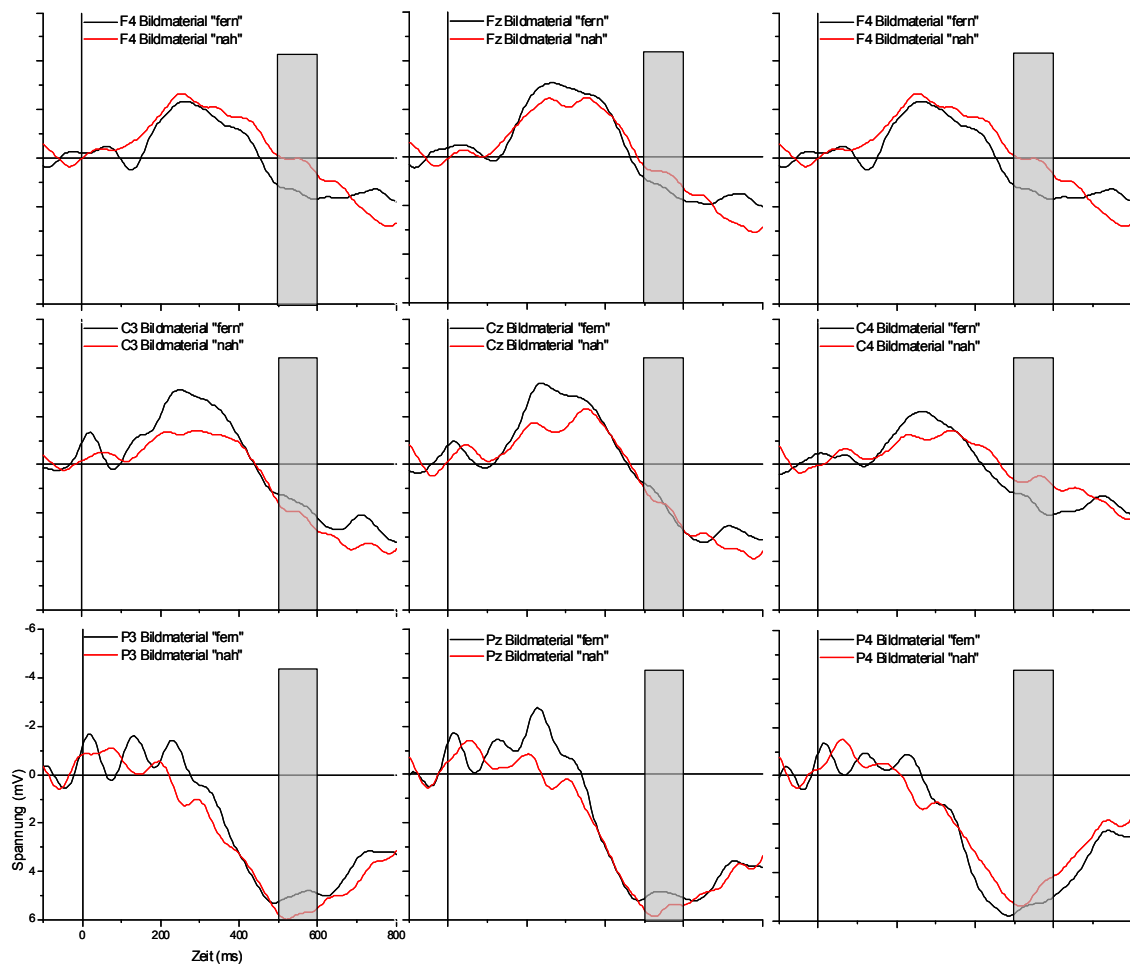 F4 Bildmaterial "fern"
F4 Bildmaterial "nah"
Fz Bildmaterial "fern"
Fz Bildmaterial "nah"
F4 Bildmaterial "fern"
F4 Bildmaterial "nah"
C3 Bildmaterial "fern"
C3 Bildmaterial "nah"
Cz Bildmaterial "fern"
Cz Bildmaterial "nah"
C4 Bildmaterial "fern"
C4 Bildmaterial "nah"
P3 Bildmaterial "fern"
P3 Bildmaterial "nah"
Pz Bildmaterial "fern"
Pz Bildmaterial "nah"
P4 Bildmaterial "fern"
P4 Bildmaterial "nah"
-6
-4
-2
0
2
4
6
Spannung (mV)
0 200 400 600 800
Zeit (ms)